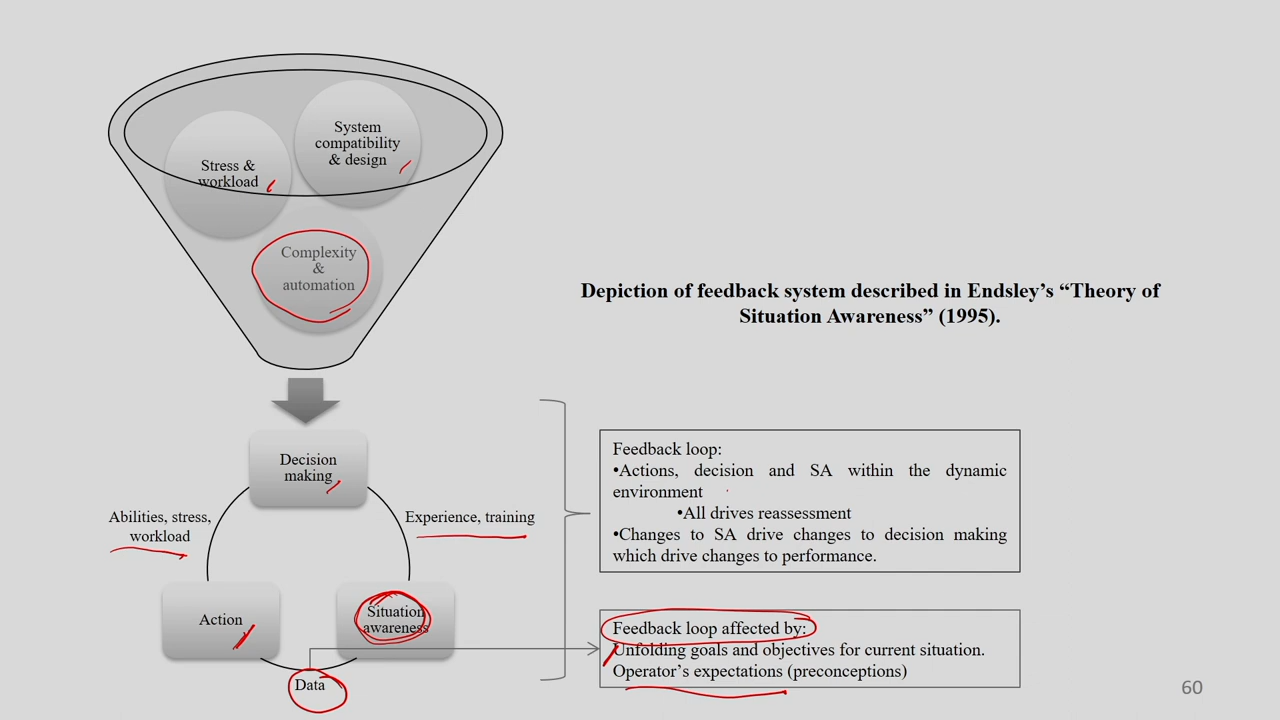 System
compatibility
& design
Stress &
workload
Complexity
&
automation
Depiction of feedback system described in Endsley’s “Theory of
Situation Awareness” (1995).
Decision
making
Abilities, stress,
workload
Experience, training
Action
Situation
awareness
Data
Feedback loop:
•Actions, decision and SA within the dynamic
environment
•All drives reassessment
•Changes to SA drive changes to decision making
which drive changes to performance.
Feedback loop affected by:
Unfolding goals and objectives for current situation.
Operator’s expectations (preconceptions)
60